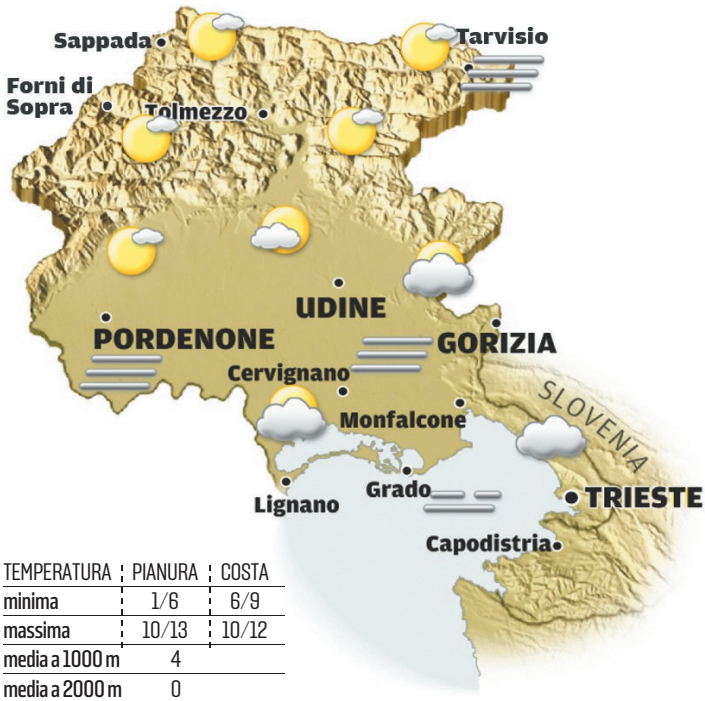 Sappada
Tarvisio
Forni di
Sopra
Tolmezzo
UDINE
PORDENONE
GORIZIA
Cervignano
SLOVENIA
Monfalcone
Grado
Lignano
TRIESTE
Capodistria
TEMPERATURA PIANURA COSTA
minima 1/6 6/9
massima 10/13 10/12
media a 1000 m 4
media a 2000 m 0